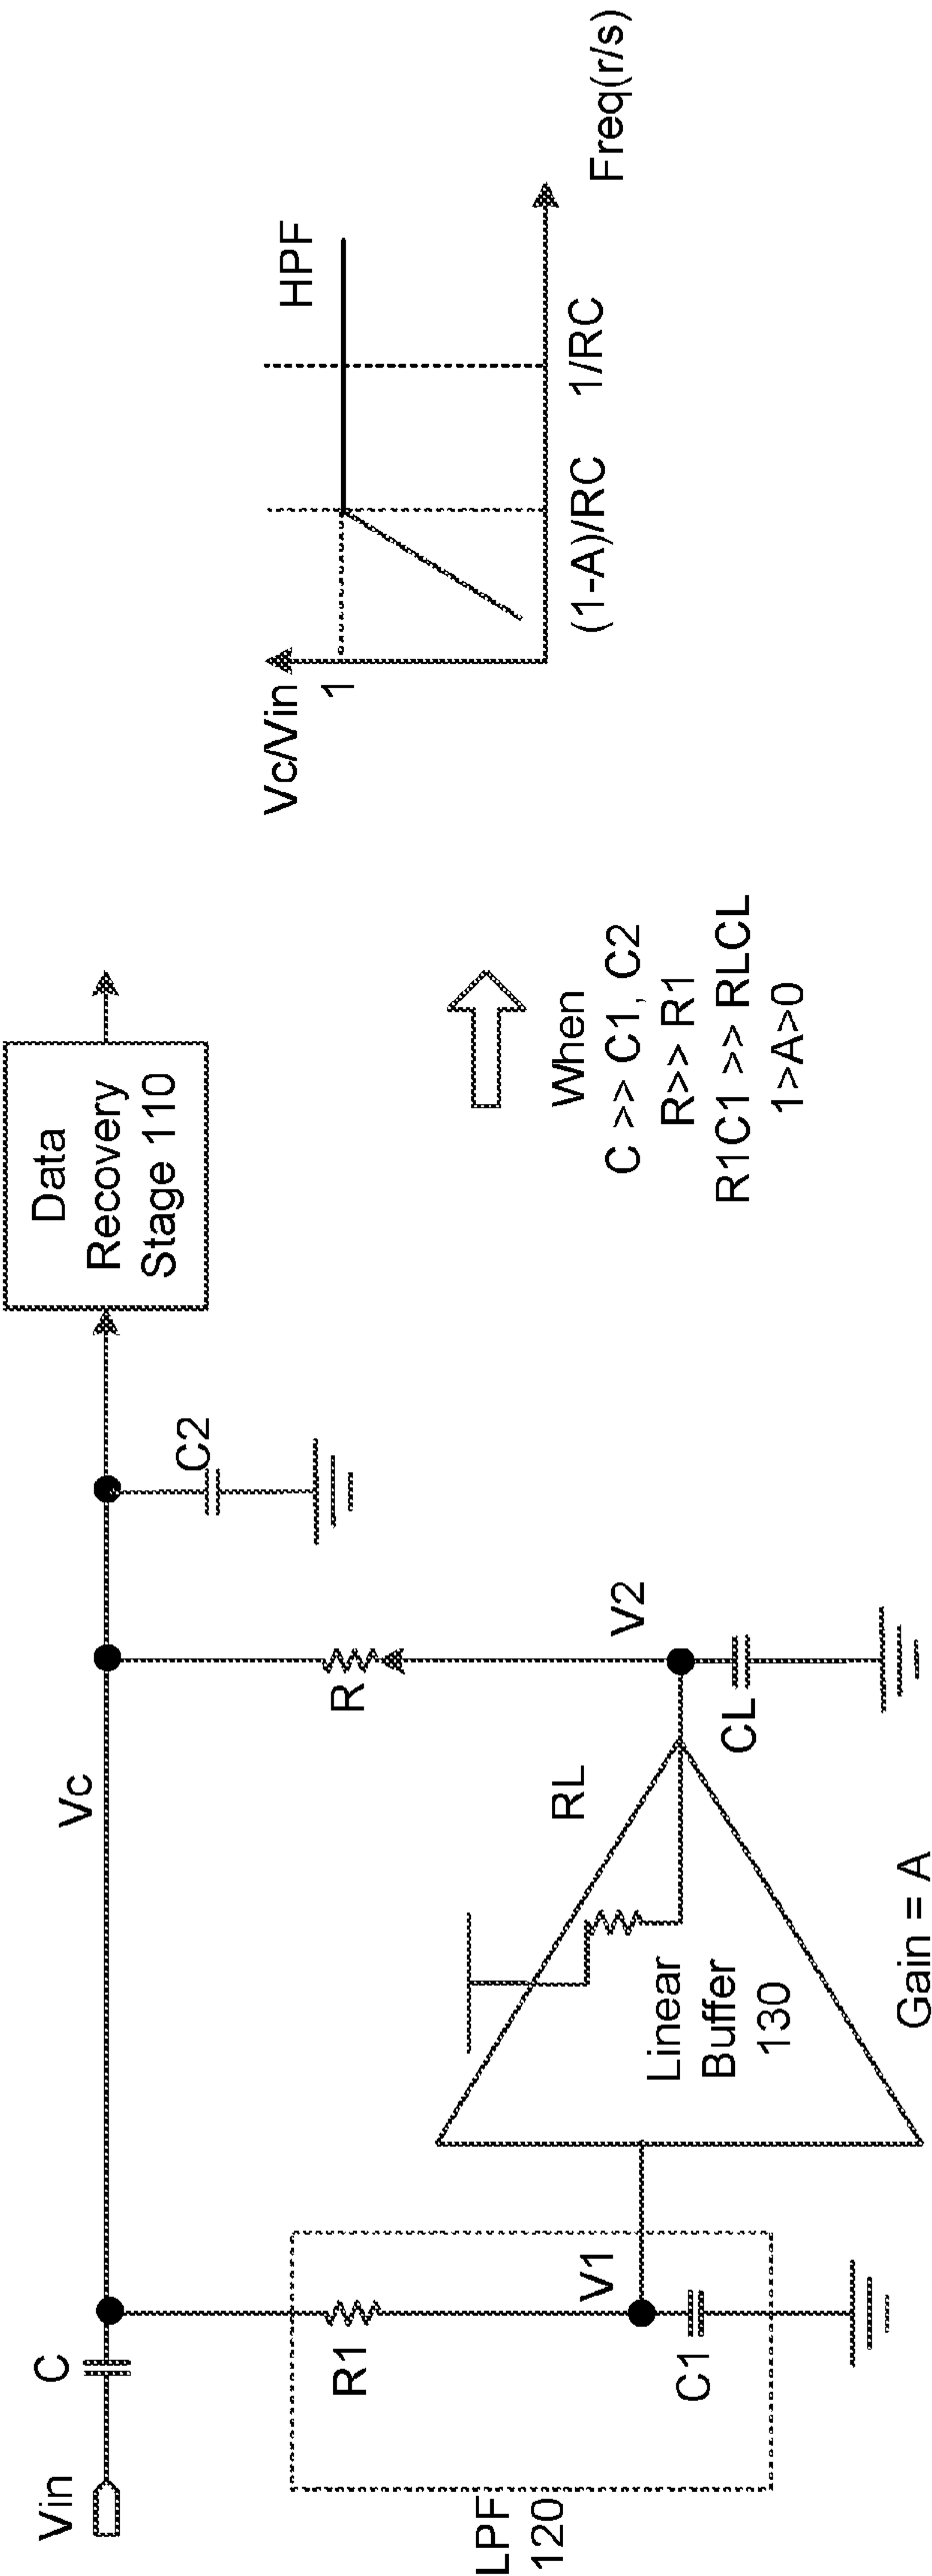 Vin
C
Vc
Data
Recovery
Stage 110
C2
R
R1
V1
C1
LPF
120
Linear
Buffer
130
RL
V2
CL
Gain = A
When
C >> C1, C2
R>> R1
R1C1 >> RLCL
1>A>0
Vc/Vin
1
HPF
(1-A)/RC
1/RC
Freq(r/s)